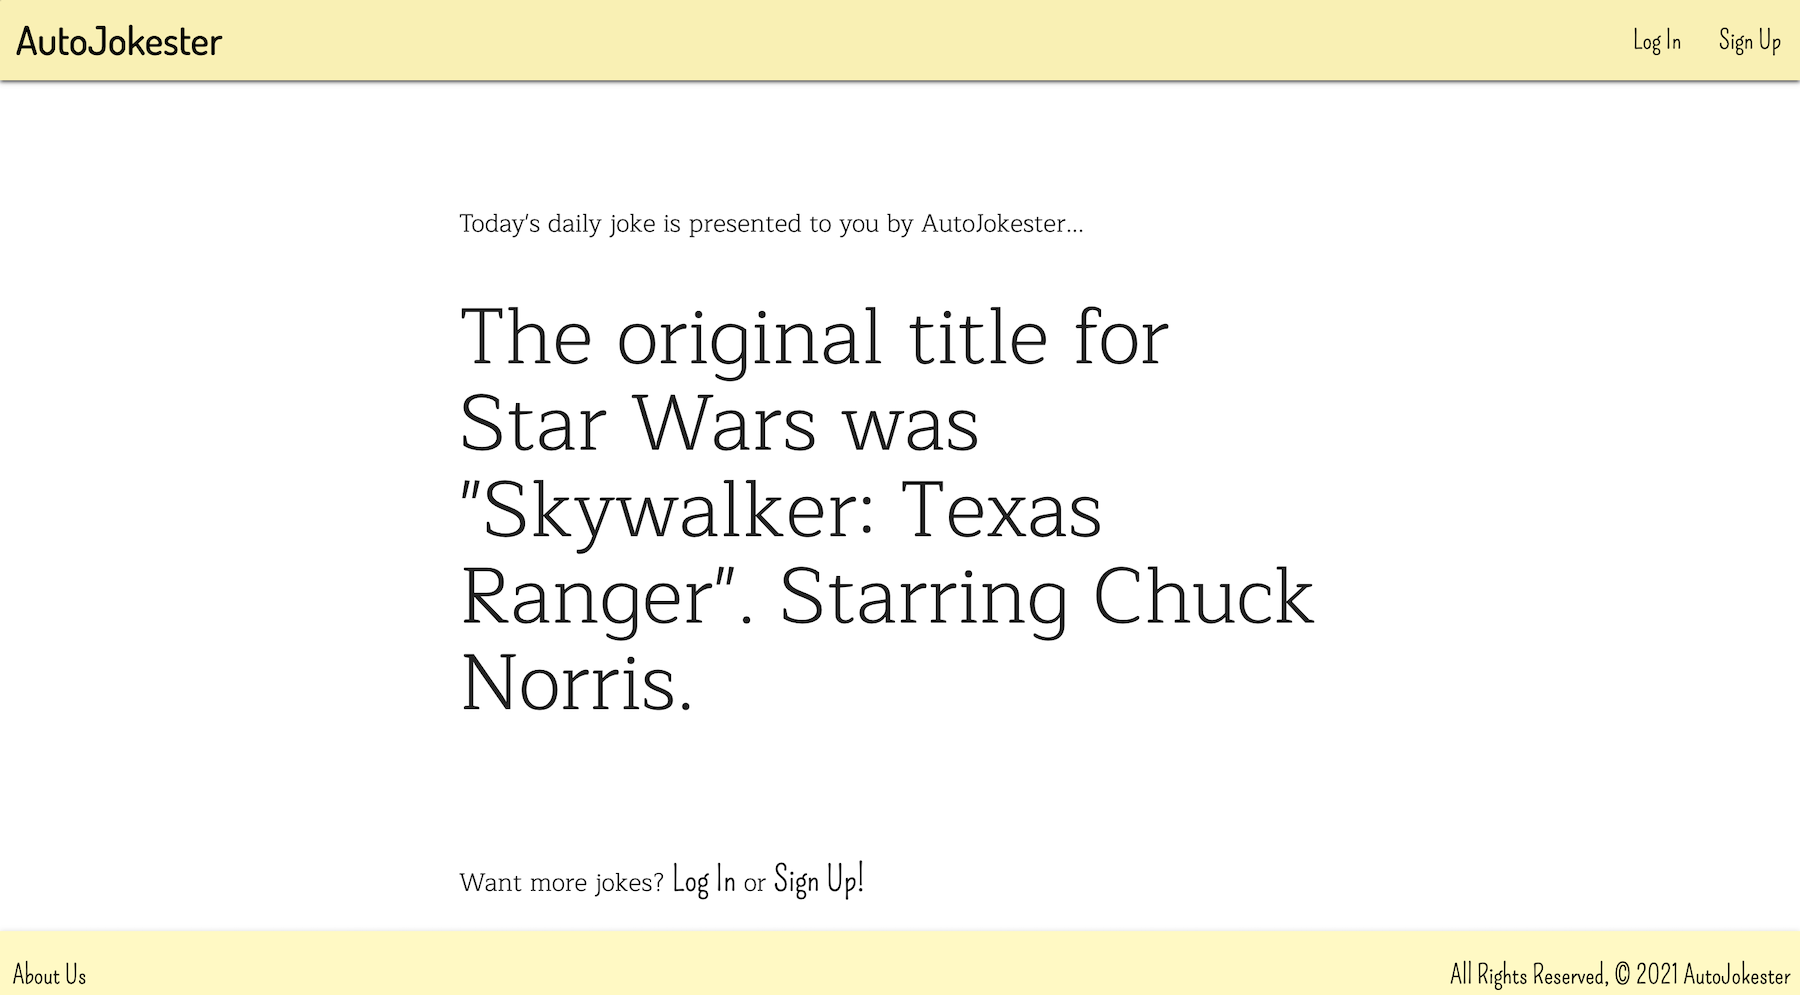 AutoJokester
Log In
Sign Up
Today's daily joke is presented to you by AutoJokester...
The original title for
Star Wars was
"Skywalker: Texas
Ranger". Starring Chuck
Norris.
Want more jokes? Log In or Sign Up!
About Us
All Rights Reserved, © 2021 AutoJokester